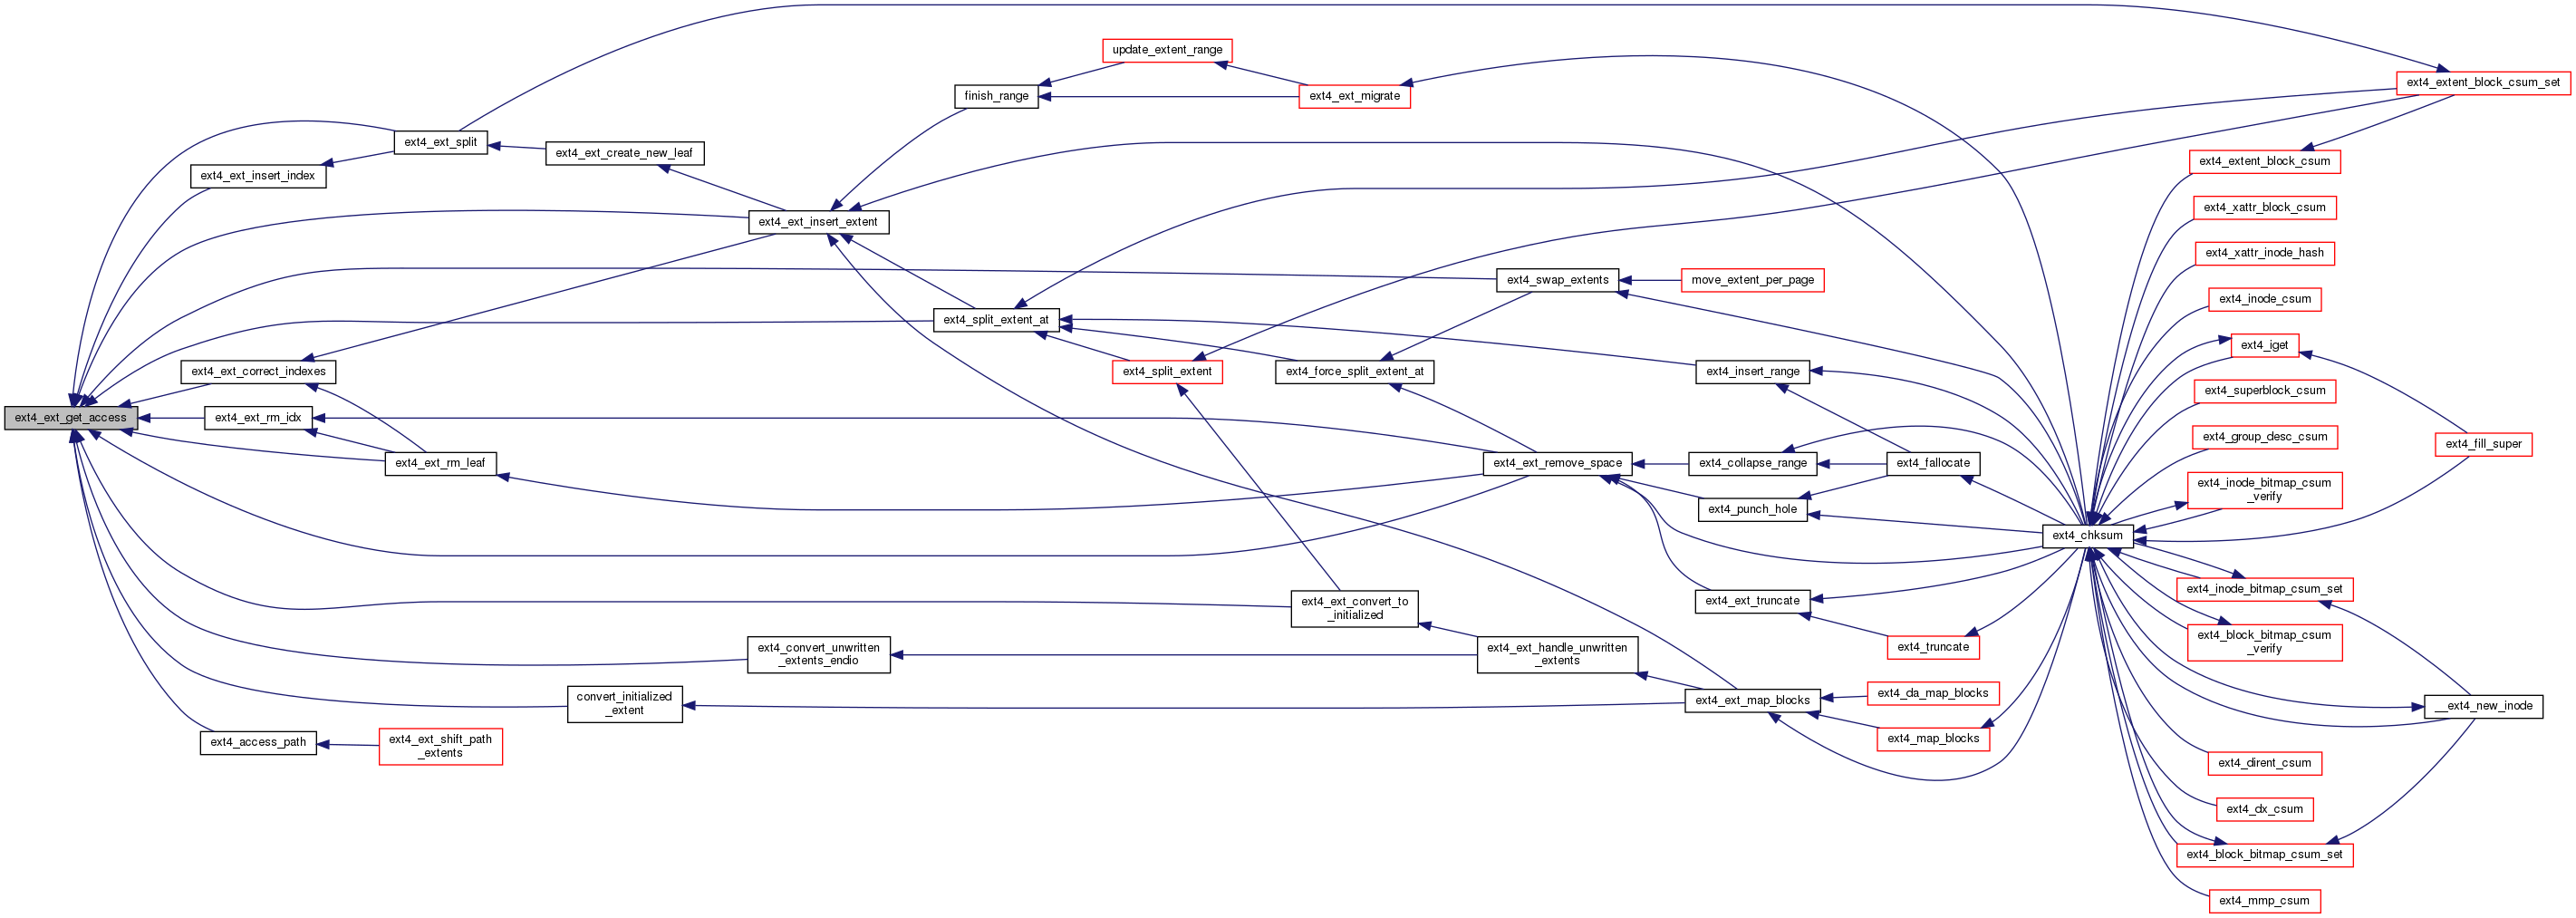 ext4_ext_get_access
ext4_ext_split
ext4_ext_insert_index
ext4_ext_create_new_leaf
ext4_ext_insert_extent
finish_range
update_extent_range
ext4_ext_migrate
ext4_swap_extents
move_extent_per_page
ext4_split_extent_at
ext4_ext_correct_indexes
ext4_split_extent
ext4_force_split_extent_at
ext4_insert_range
ext4_ext_rm_idx
ext4_ext_rm_leaf
ext4_ext_remove_space
ext4_collapse_range
ext4_fallocate
ext4_punch_hole
ext4_chksum
ext4_ext_convert_to
_initialized
ext4_ext_truncate
ext4_truncate
ext4_convert_unwritten
_extents_endio
ext4_ext_handle_unwritten
_extents
convert_initialized
_extent
ext4_ext_map_blocks
ext4_da_map_blocks
ext4_map_blocks
ext4_access_path
ext4_ext_shift_path
_extents
ext4_extent_block_csum_set
ext4_extent_block_csum
ext4_xattr_block_csum
ext4_xattr_inode_hash
ext4_inode_csum
ext4_iget
ext4_superblock_csum
ext4_group_desc_csum
ext4_fill_super
ext4_inode_bitmap_csum
_verify
ext4_inode_bitmap_csum_set
ext4_block_bitmap_csum
_verify
__ext4_new_inode
ext4_dirent_csum
ext4_dx_csum
ext4_block_bitmap_csum_set
ext4_mmp_csum